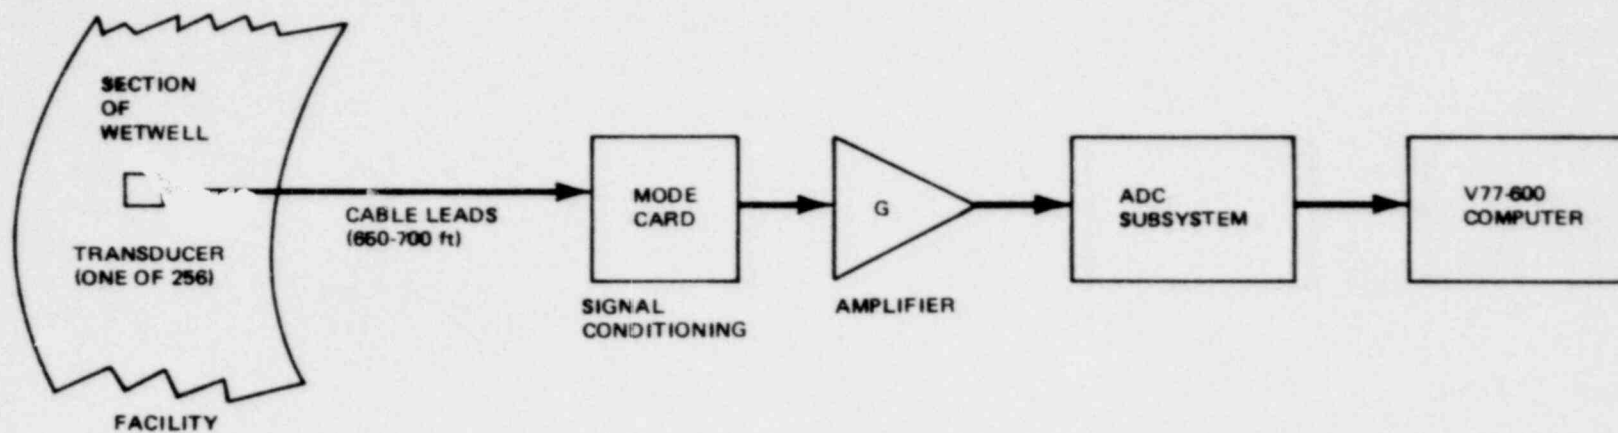 SECTION
OF
WETWELL
TRANSDUCER
(ONE OF 256)
FACILITY
CABLE LEADS
(650-700 ft)
MODE
CARD
SIGNAL
CONDITIONING
G
AMPLIFIER
ADC
SUBSYSTEM
V77-600
COMPUTER